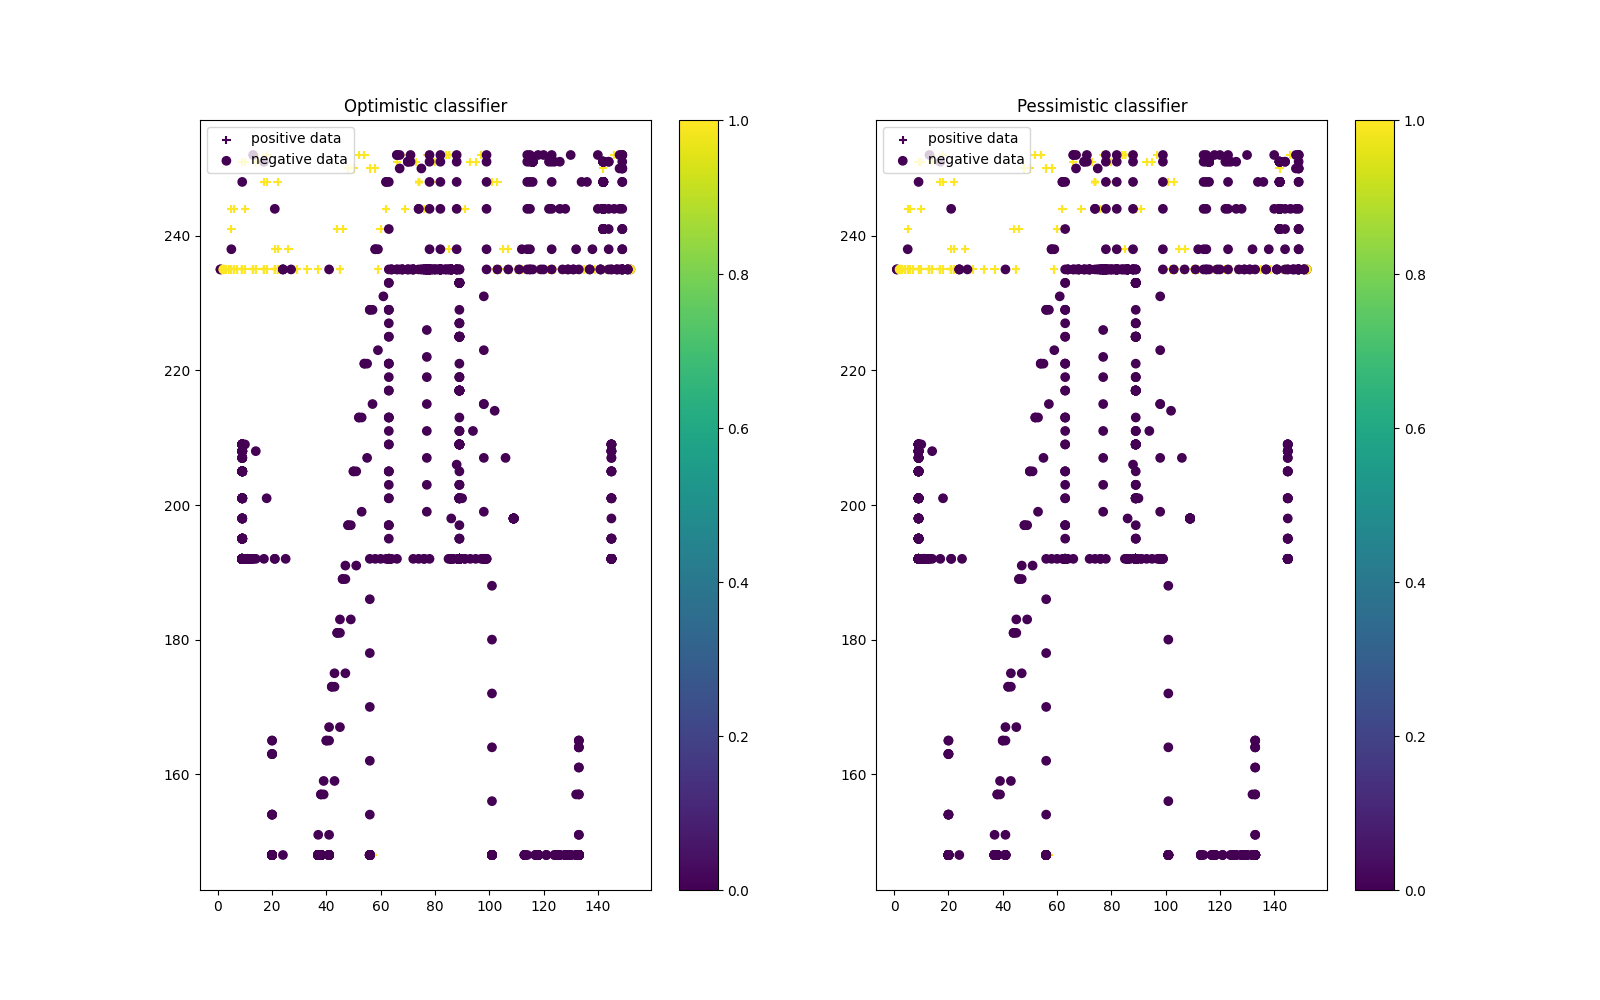 Optimistic classifier
positive data
negative data
240
220
200
180
160
0 20 40 60 80 100 120 140
1.0
0.8
0.6
0.4
0.2
0.0
Pessimistic classifier
positive data
negative data
240
220
200
180
160
0 20 40 60 80 100 120 140
1.0
0.8
0.6
0.4
0.2
0.0